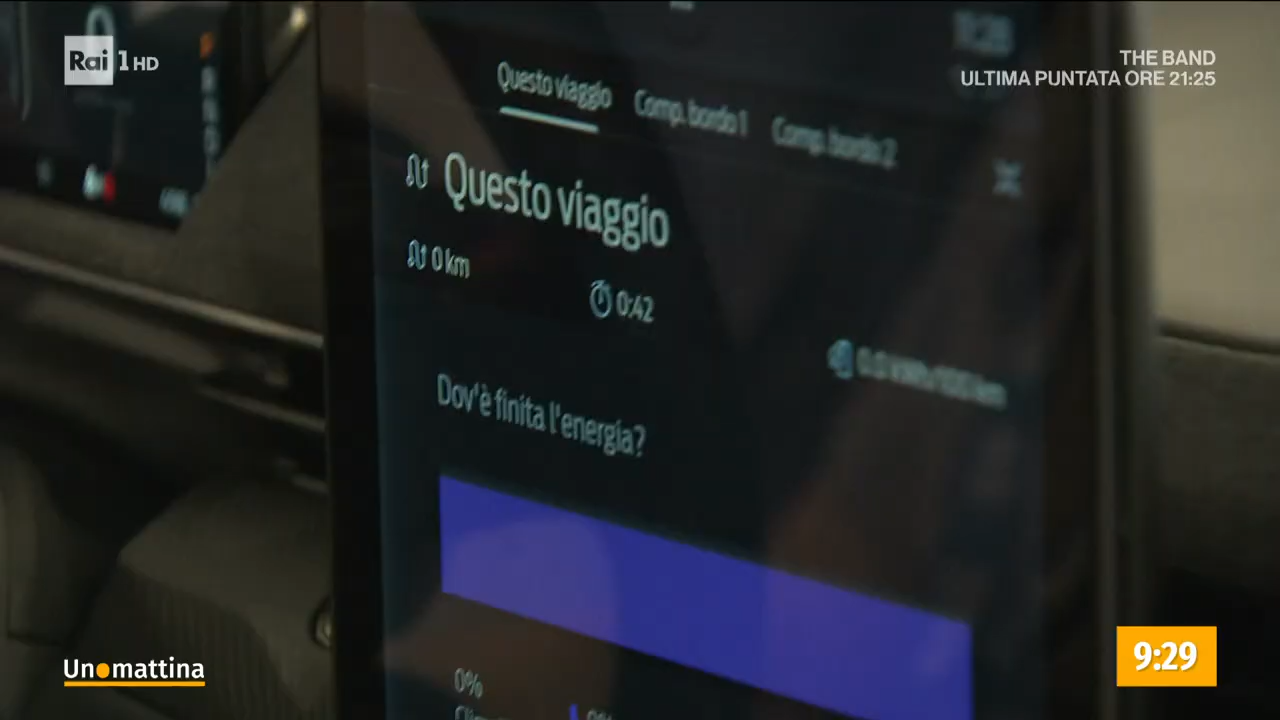 Rai 1 HD
THE BAND
ULTIMA PUNTATA ORE 21:25
Questo viaggio
Comp. bordo 1
Comp. bordo 2
Questo viaggio
0 km
0:42
Dov'è finita l'energia?
0%
Unomattina
9:29